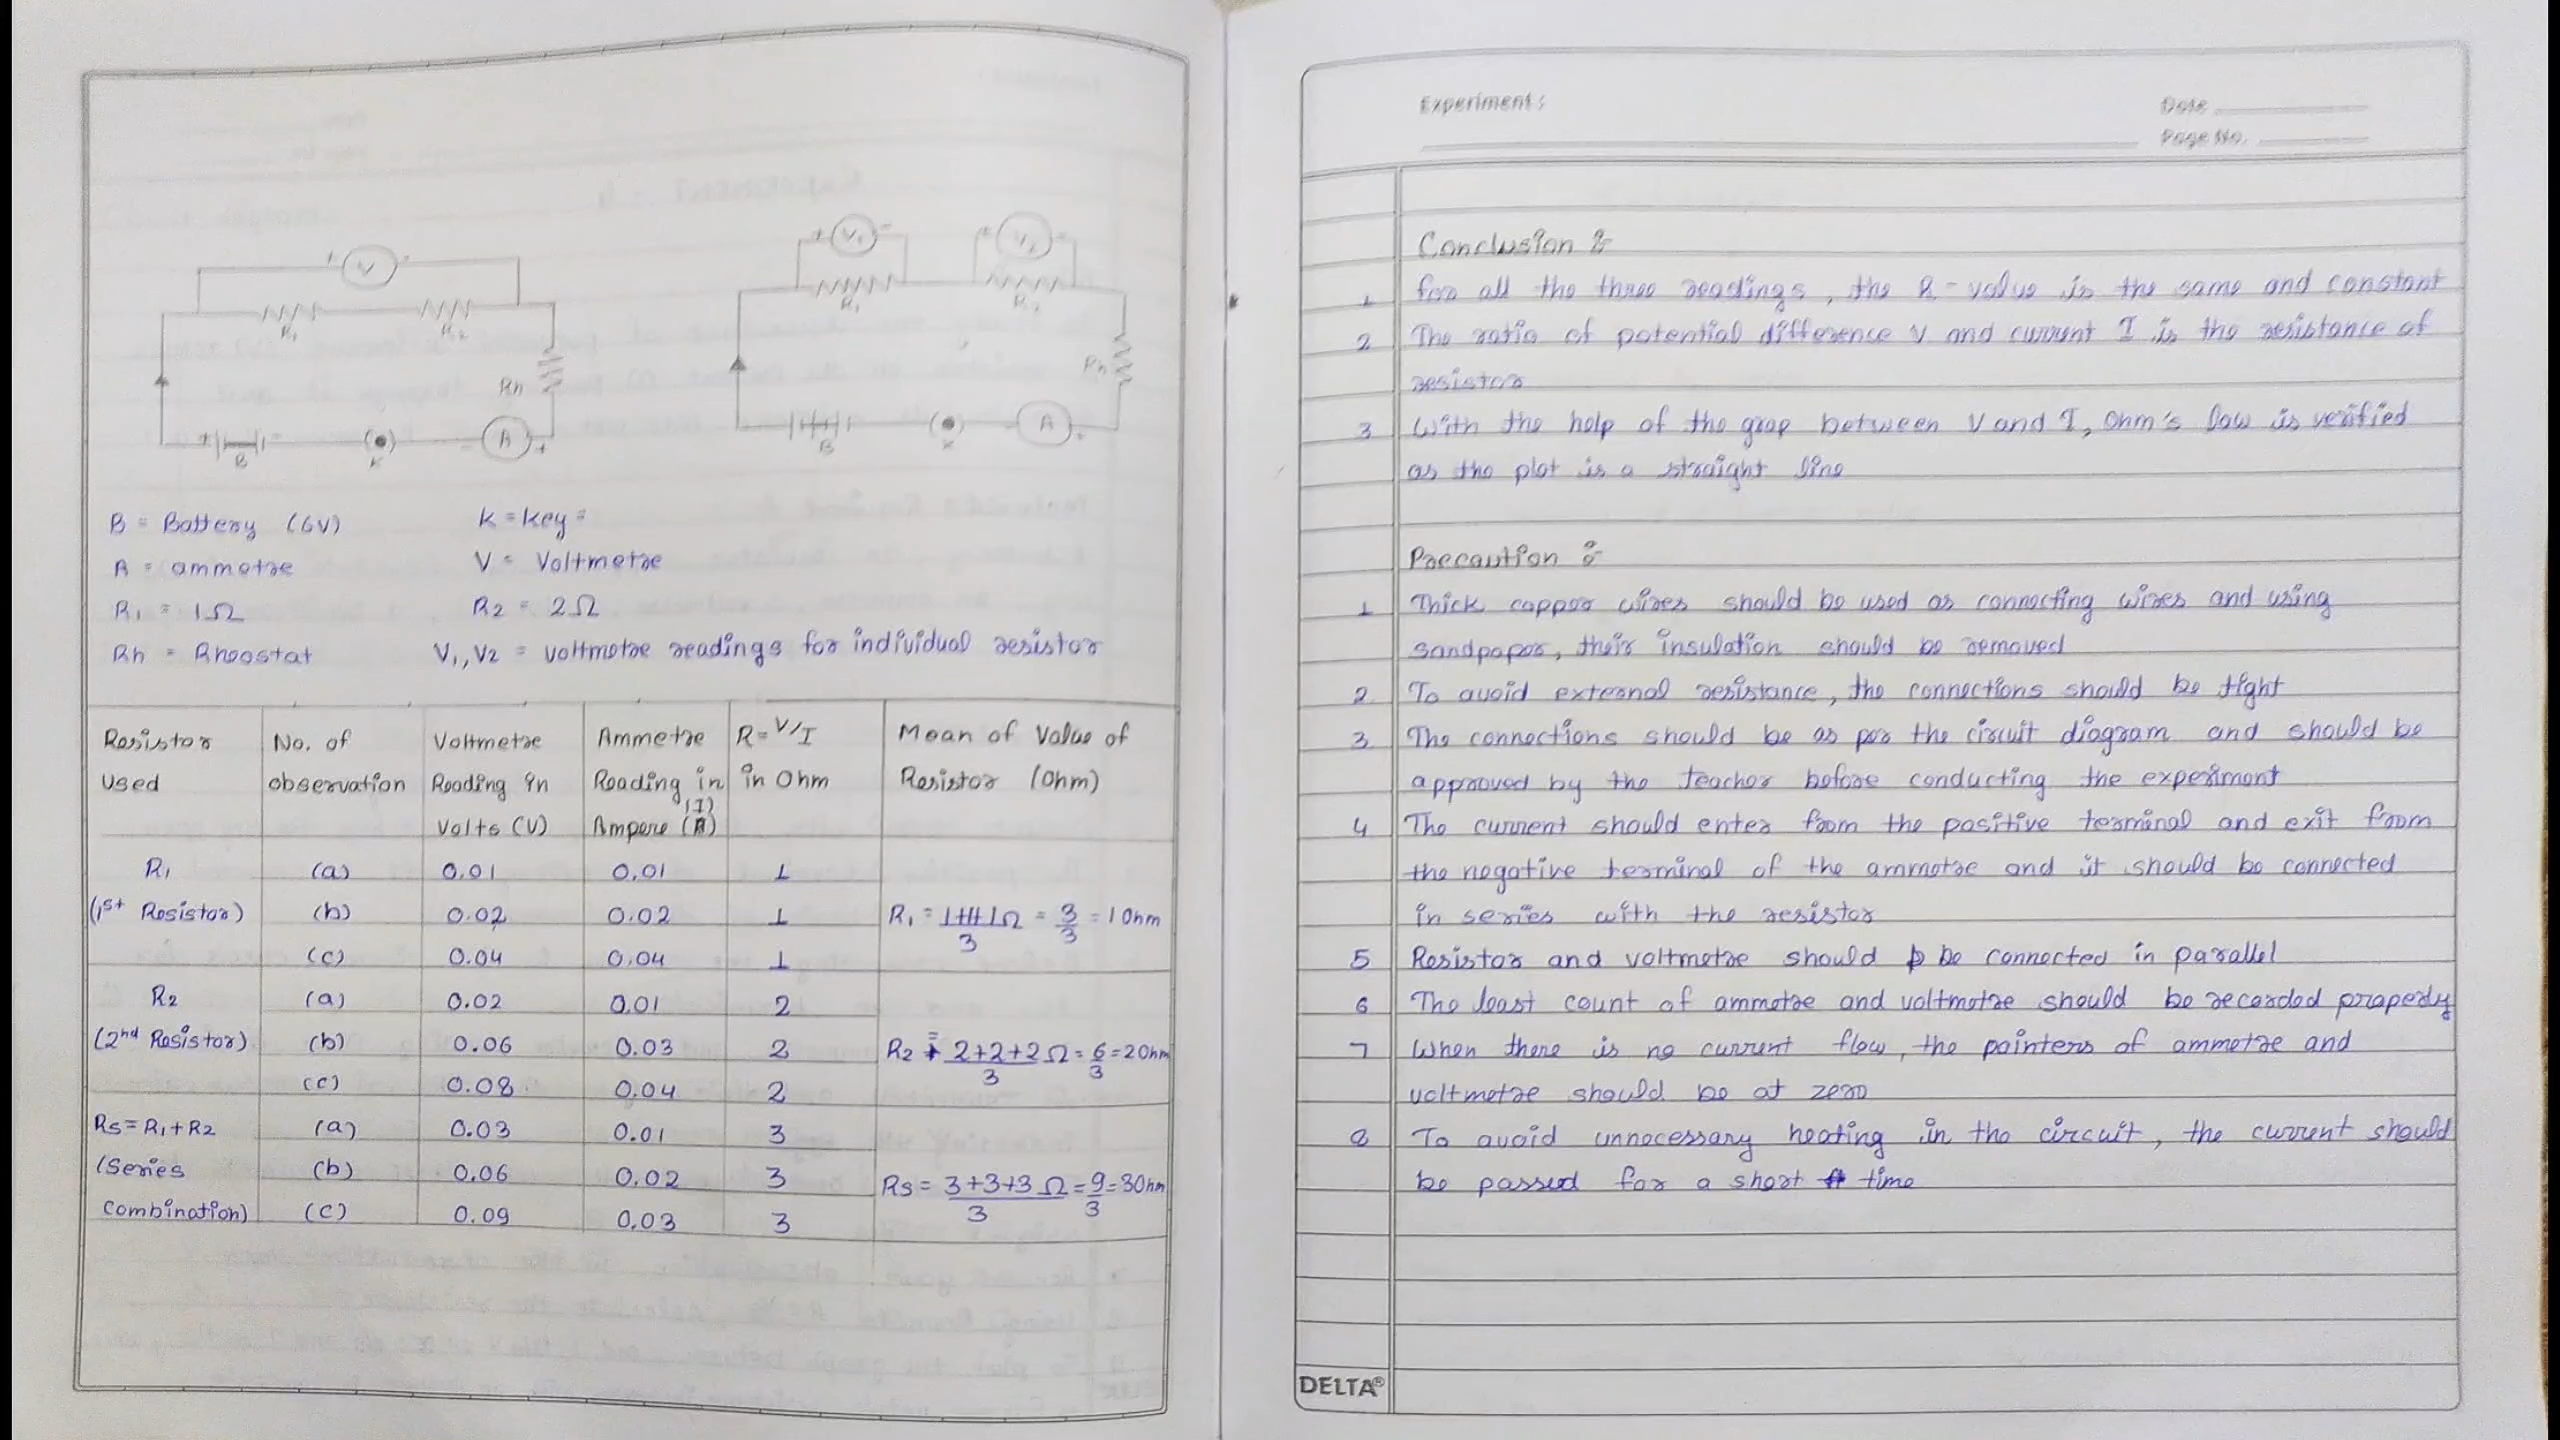 V
R1
R2
Rh
B
K
A
V1
R1
Rh
B
K
A
B = Battery (6V)
K = Key =
A = ammetre
V = Voltmetre
R1 = 1Ω
R2 = 2Ω
Rh = Rheostat
V1, V2 = voltmetre readings for individual resistor
Resistor Used
No. of observation
Voltmetre Reading in Volts (V)
Ammetre Reading in (I) Ampere (A)
R = V/I in Ohm
Mean of Value of Resistor (Ohm)
R1 (a) 0.01 0.01 1
(1st Resistor) (b) 0.02 0.02 1 R1 = 1+1+1Ω/3 = 3/3 = 1 Ohm
(c) 0.04 0.04 1
R2 (a) 0.02 0.01 2
(2nd Resistor) (b) 0.06 0.03 2 R2 = 2+2+2Ω/3 = 6/3 = 2 Ohm
(c) 0.08 0.04 2
Rs = R1 + R2 (a) 0.03 0.01 3
(Series (b) 0.06 0.02 3 Rs = 3+3+3Ω/3 = 9/3 = 3 Ohm
Combination) (c) 0.09 0.03 3
Experiment :
Date
Page No.
Conclusion :-
1 for all the three readings, the R-value is the same and constant
2 The ratio of potential difference V and current I is the resistance of
resistor
3 With the help of the grap between V and I, Ohm's law is verified
as the plot is a straight line
Precaution :-
1 Thick copper wires should be used as connecting wires and using
sandpaper, their insulation should be removed
2 To avoid external resistance, the connections should be tight
3 The connections should be as per the circuit diagram and should be
approved by the teacher before conducting the experiment
4 The current should enter from the positive terminal and exit from
the negative terminal of the ammetre and it should be connected
in series with the resistor
5 Resistor and voltmetre should be connected in parallel
6 The least count of ammetre and voltmetre should be recorded properly
7 When there is no current flow, the pointers of ammetre and
voltmetre should be at zero
8 To avoid unnecessary heating in the circuit, the current should
be passed for a short time
DELTA®